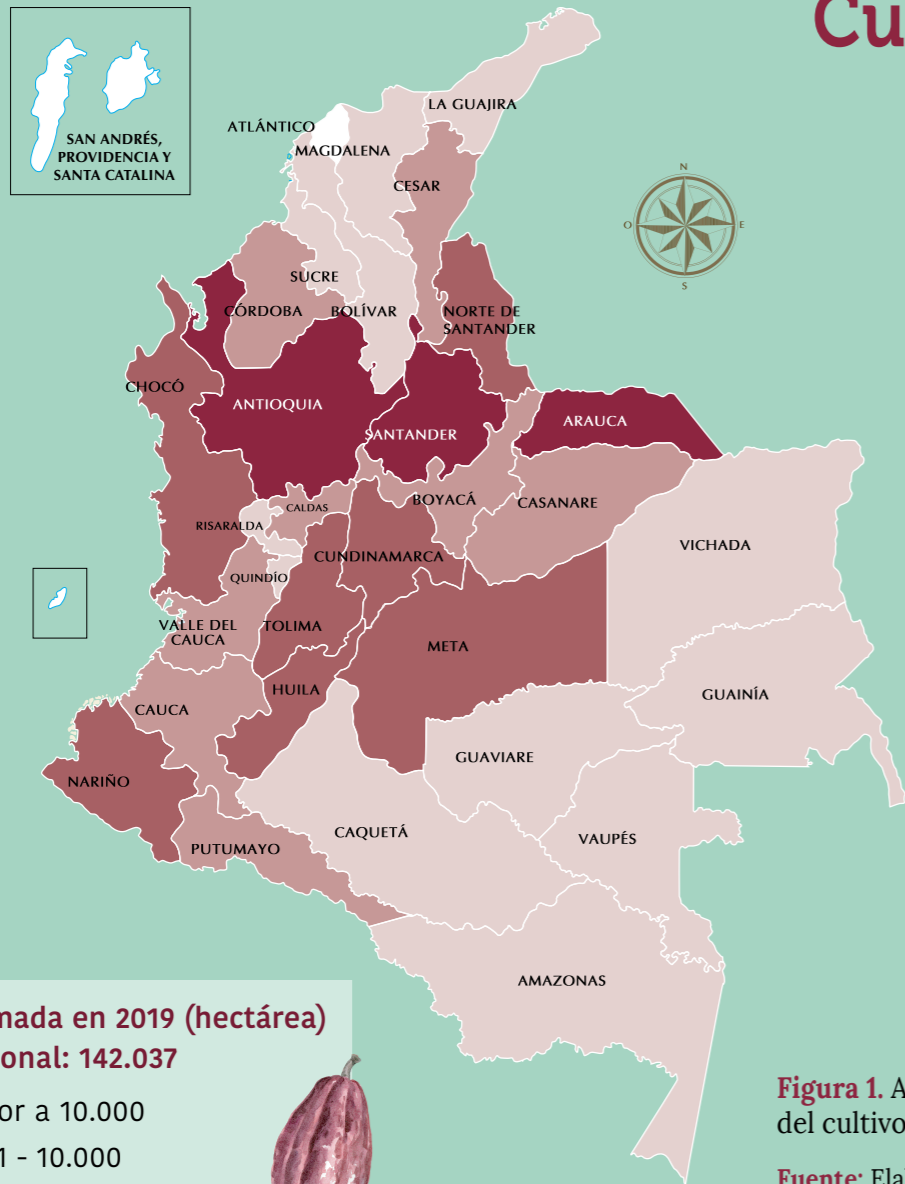 Cu
SAN ANDRÉS,
PROVIDENCIA Y
SANTA CATALINA
ATLÁNTICO
LA GUAJIRA
MAGDALENA
CESAR
N
O
E
S
SUCRE
CÓRDOBA
BOLÍVAR
NORTE DE
SANTANDER
CHOCÓ
ANTIOQUIA
SANTANDER
ARAUCA
BOYACÁ
CASANARE
CALDAS
RISARALDA
CUNDINAMARCA
VICHADA
QUINDÍO
VALLE DEL
CAUCA
TOLIMA
META
HUILA
GUAINÍA
CAUCA
GUAVIARE
NARIÑO
CAQUETÁ
VAUPÉS
PUTUMAYO
AMAZONAS
mada en 2019 (hectárea)
onal: 142.037
or a 10.000
1 - 10.000
Figura 1. A
del cultivo
Fuente: Elab